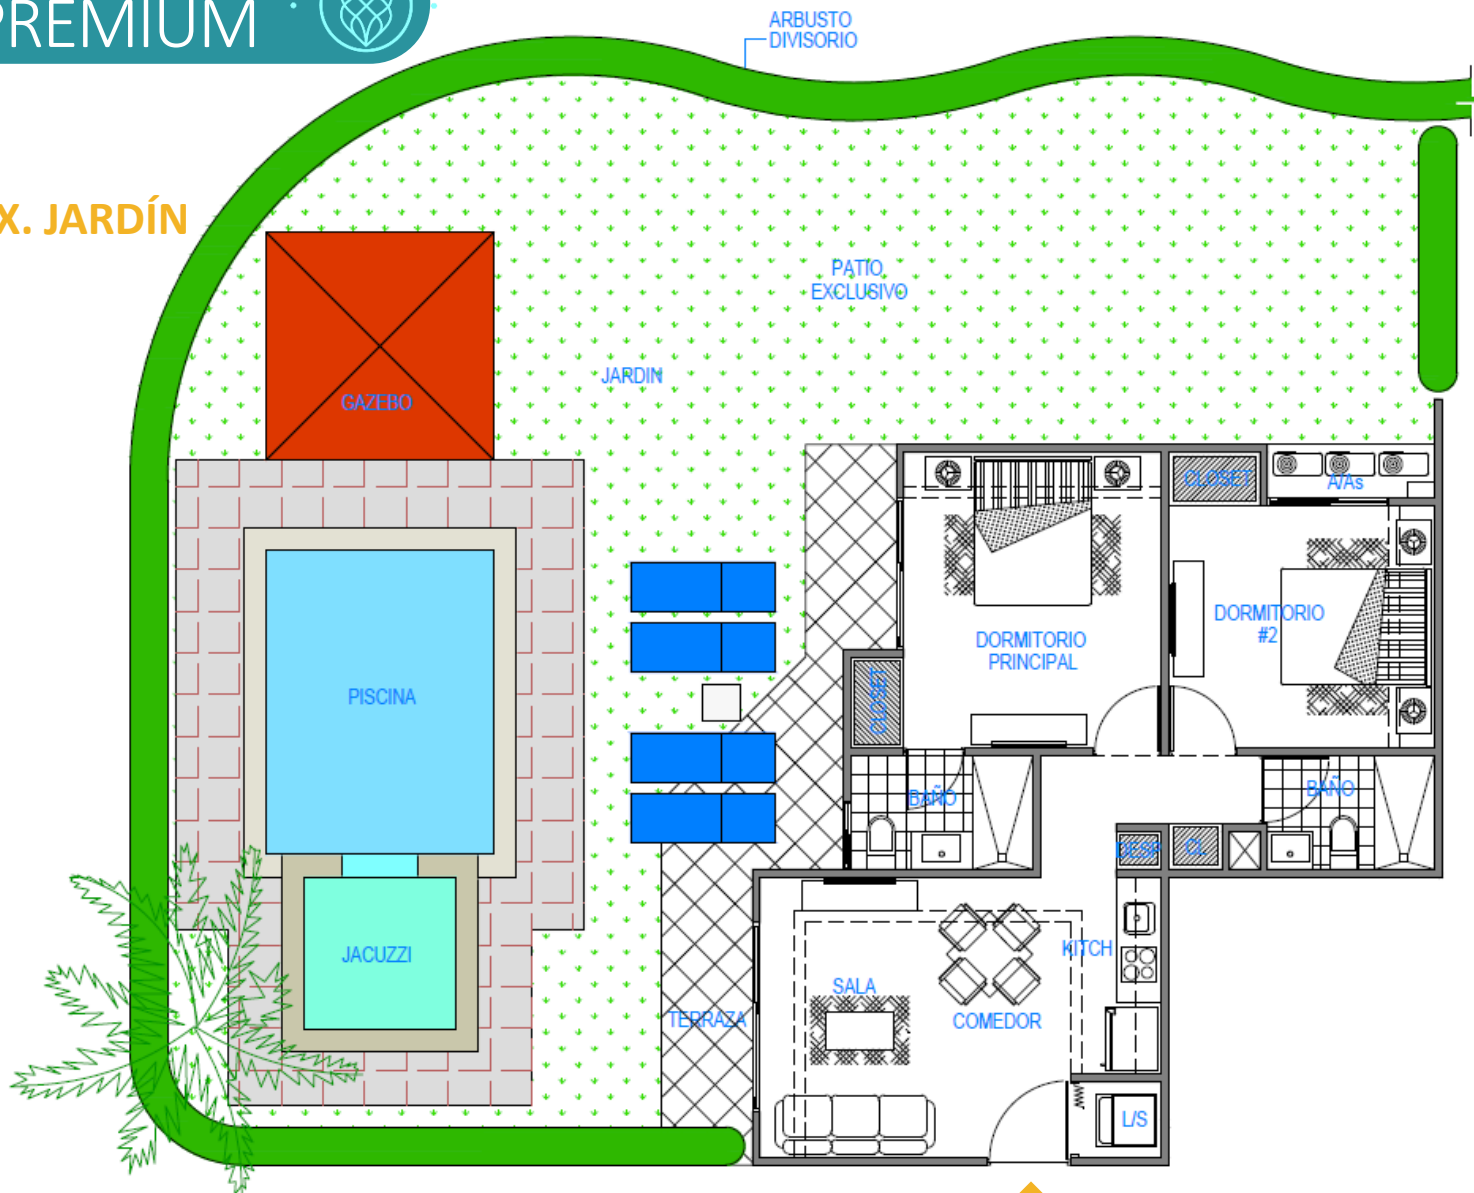 PREMIUM
ARBUSTO
DIVISORIO
X. JARDÍN
PATIO
EXCLUSIVO
JARDIN
GAZEBO
CLOSET
A/As
DORMITORIO
#2
DORMITORIO
PRINCIPAL
CLOSET
PISCINA
BAÑO
BAÑO
DESP
CL
JACUZZI
KITCH
SALA
TERRAZA
COMEDOR
L/S